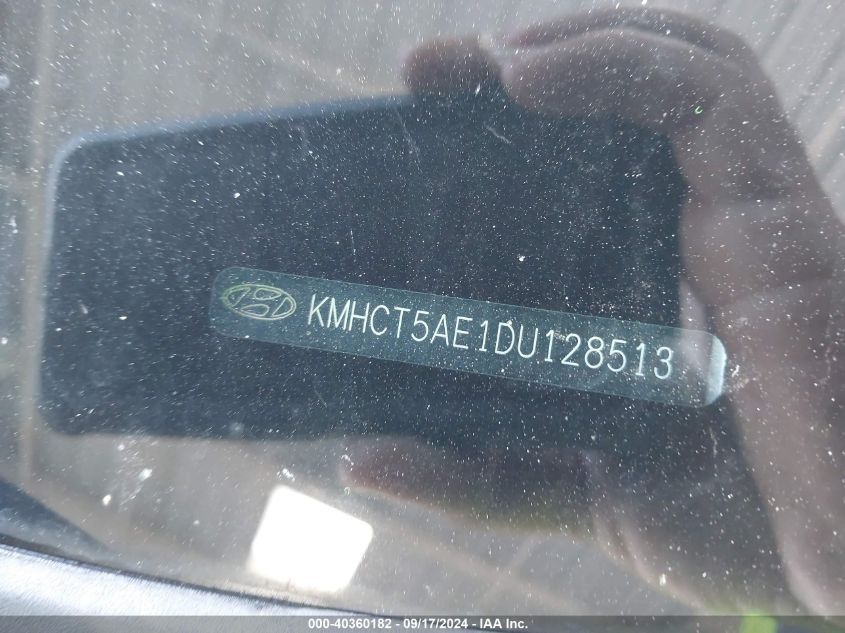 KMHCT5AE1DU128513
000-40360182 - 09/17/2024 - IAA Inc.